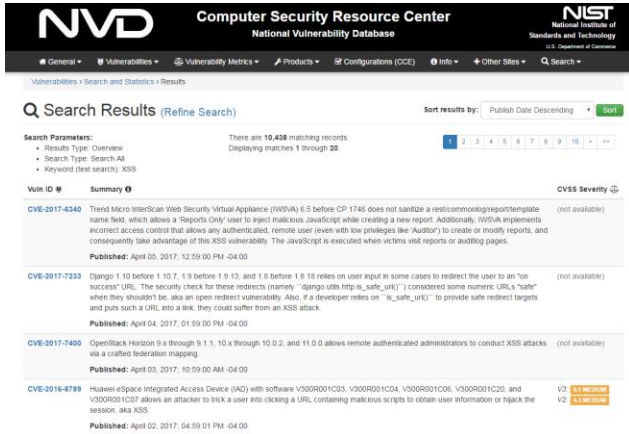 NVD
Computer Security Resource Center
National Vulnerability Database
NIST
National Institute of
Standards and Technology
U.S. Department of Commerce
General
Vulnerabilities
Vulnerability Metrics
Products
Configurations (CCE)
Info
Other Sites
Search
Vulnerabilities > Search and Statistics > Results
Search Results (Refine Search)
Sort results by: Publish Date Descending Sort
Search Parameters:
• Results Type: Overview
• Search Type: Search All
• Keyword (text search): XSS
There are 10,438 matching records.
Displaying matches 1 through 20.
1 2 3 4 5 6 7 8 9 10 > >>
Vuln ID Summary CVSS Severity
CVE-2017-6340 Trend Micro InterScan Web Security Virtual Appliance (IWSVA) 6.5 before CP 1746 does not sanitize a rest/commonlog/report/template (not available)
name field, which allows a 'Reports Only' user to inject malicious JavaScript while creating a new report. Additionally, IWSVA implements
incorrect access control that allows any authenticated, remote user (even with low privileges like 'Auditor') to create or modify reports, and
consequently take advantage of this XSS vulnerability. The JavaScript is executed when victims visit reports or auditlog pages.
Published: April 05, 2017; 12:59:00 PM -04:00
CVE-2017-7233 Django 1.10 before 1.10.7, 1.9 before 1.9.13, and 1.8 before 1.8.18 relies on user input in some cases to redirect the user to an "on (not available)
success" URL. The security check for these redirects (namely ``django.utils.http.is_safe_url()``) considered some numeric URLs "safe"
when they shouldn't be, aka an open redirect vulnerability. Also, if a developer relies on ``is_safe_url()`` to provide safe redirect targets
and puts such a URL into a link, they could suffer from an XSS attack.
Published: April 04, 2017; 01:59:00 PM -04:00
CVE-2017-7400 OpenStack Horizon 9.x through 9.1.1, 10.x through 10.0.2, and 11.0.0 allows remote authenticated administrators to conduct XSS attacks (not available)
via a crafted federation mapping.
Published: April 03, 2017; 10:59:00 AM -04:00
CVE-2016-8789 Huawei eSpace Integrated Access Device (IAD) with software V300R001C03, V300R001C04, V300R001C06, V300R001C20, and V3: 6.1 MEDIUM
V300R001C07 allows an attacker to trick a user into clicking a URL containing malicious scripts to obtain user information or hijack the V2: 4.3 MEDIUM
session, aka XSS.
Published: April 02, 2017; 04:59:01 PM -04:00